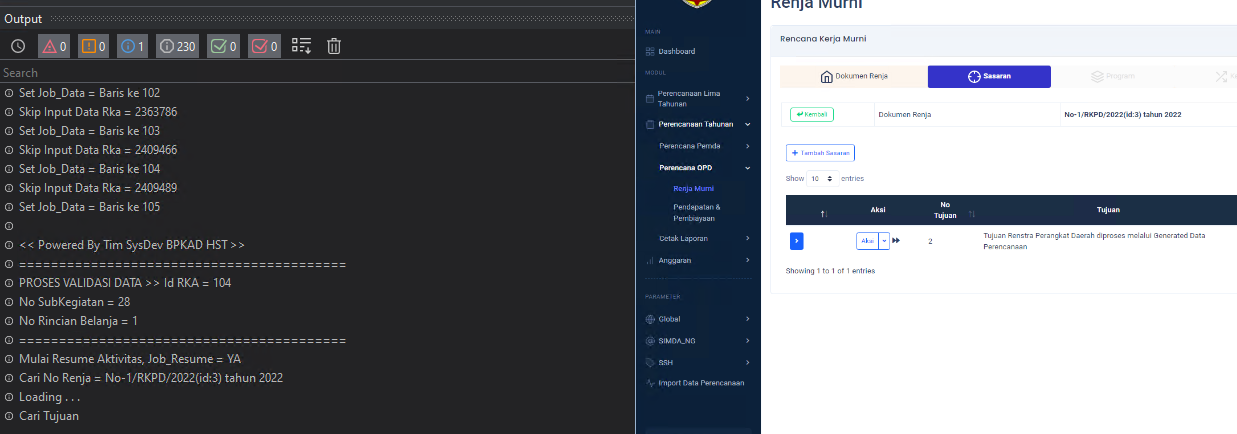 Output
0
0
1
230
0
0
Search
Set Job_Data = Baris ke 102
Skip Input Data Rka = 2363786
Set Job_Data = Baris ke 103
Skip Input Data Rka = 2409466
Set Job_Data = Baris ke 104
Skip Input Data Rka = 2409489
Set Job_Data = Baris ke 105
<< Powered By Tim SysDev BPKAD HST >>
==========================================
PROSES VALIDASI DATA >> Id RKA = 104
No SubKegiatan = 28
No Rincian Belanja = 1
==========================================
Mulai Resume Aktivitas, Job_Resume = YA
Cari No Renja = No-1/RKPD/2022(id:3) tahun 2022
Loading . . .
Cari Tujuan
MAIN
Dashboard
MODUL
Perencanaan Lima
Tahunan
Perencanaan Tahunan
Perencana Pemda
Perencana OPD
Renja Murni
Pendapatan &
Pembiayaan
Cetak Laporan
Anggaran
PARAMETER
Global
SIMDA_NG
SSH
Import Data Perencanaan
Renja Murni
Rencana Kerja Murni
Dokumen Renja
Sasaran
Program
Kembali
Dokumen Renja
No-1/RKPD/2022(id:3) tahun 2022
+ Tambah Sasaran
Show 10 entries
Aksi
No
Tujuan
Tujuan
Aksi
2
Tujuan Renstra Perangkat Daerah diproses melalui Generated Data
Perencanaan
Showing 1 to 1 of 1 entries